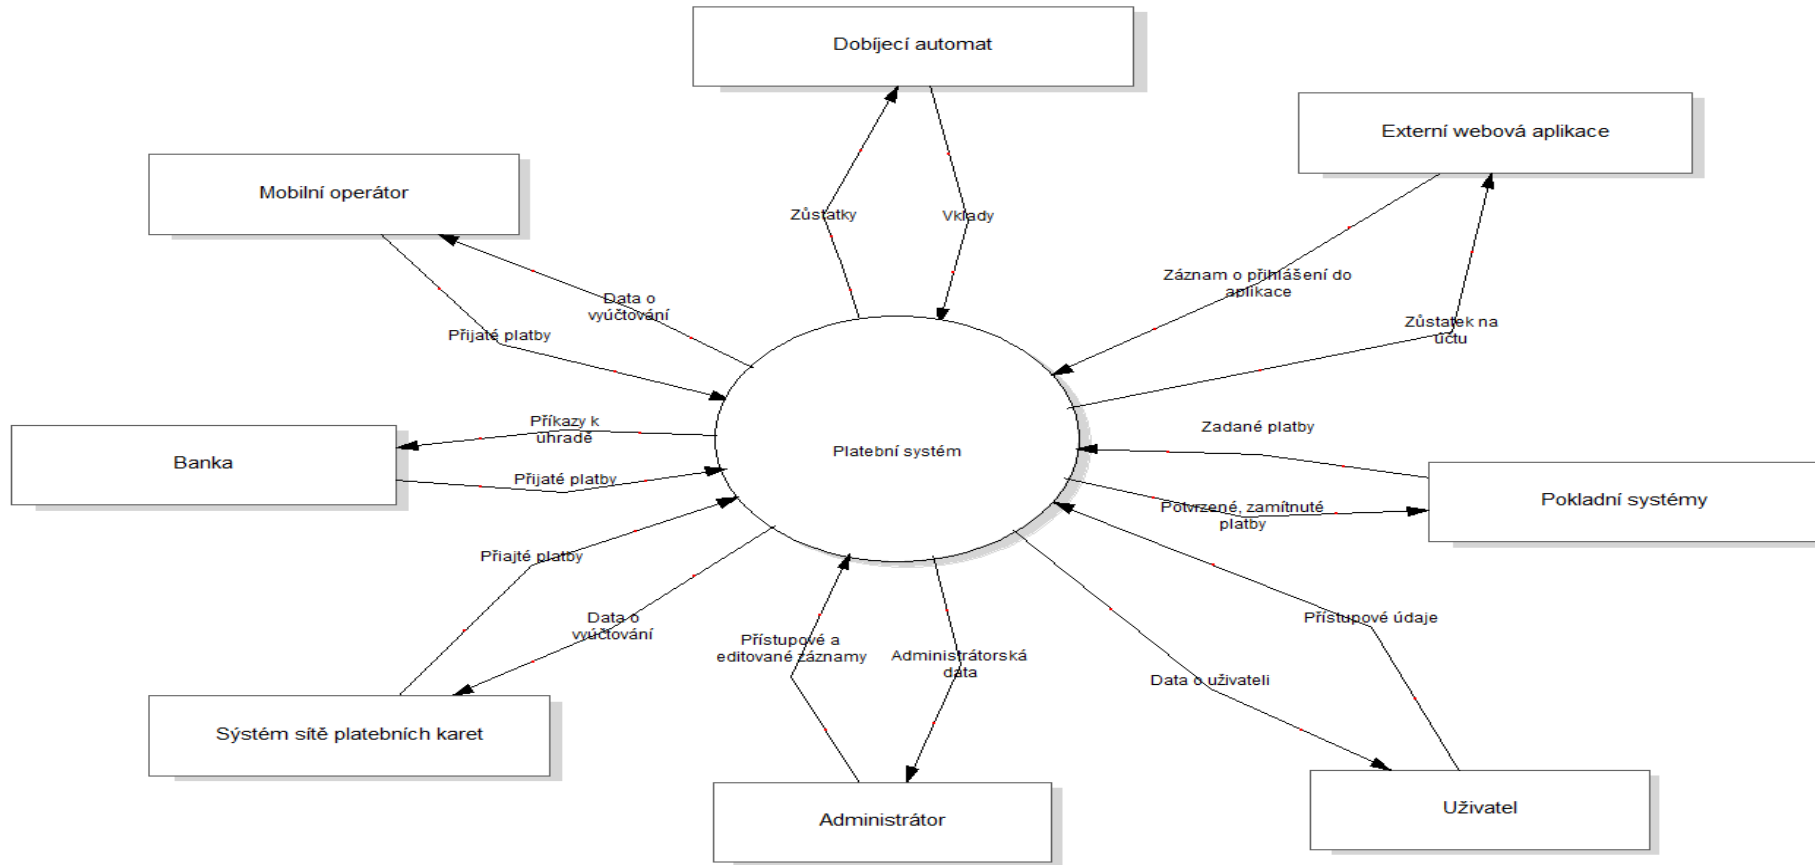 Dobíjecí automat
Externí webová aplikace
Mobilní operátor
Zůstatky
Vklady
Záznam o přihlášení do
aplikace
Data o
vyúčtování
Přijaté platby
Zůstatek na
účtu
Příkazy k
úhradě
Zadané platby
Banka
Platební systém
Přijaté platby
Pokladní systémy
Potvrzené, zamítnuté
platby
Přiajté platby
Data o
vyúčtování
Přístupové a
editované záznamy
Administrátorská
data
Přístupové údaje
Data o uživateli
Sýstém sítě platebních karet
Administrátor
Uživatel